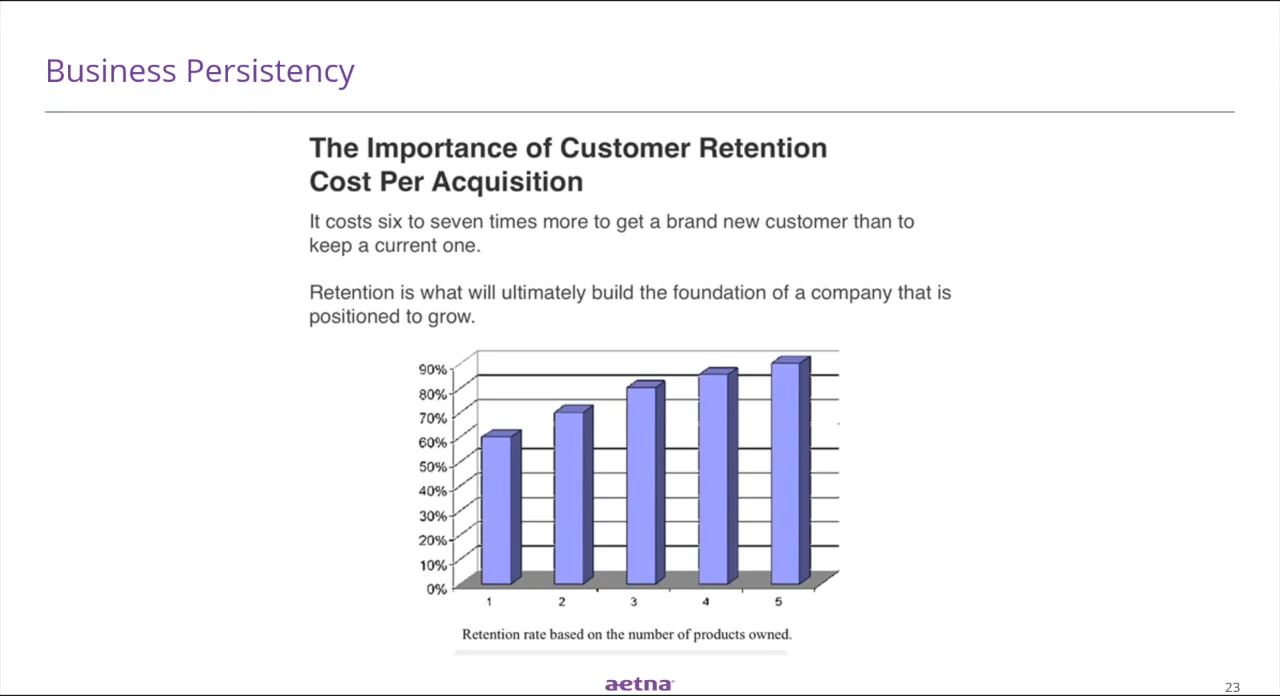 Business Persistency
The Importance of Customer Retention
Cost Per Acquisition
It costs six to seven times more to get a brand new customer than to
keep a current one.
Retention is what will ultimately build the foundation of a company that is
positioned to grow.
90%
80%
70%
60%
50%
40%
30%
20%
10%
0%
1 2 3 4 5
Retention rate based on the number of products owned.
aetna
23